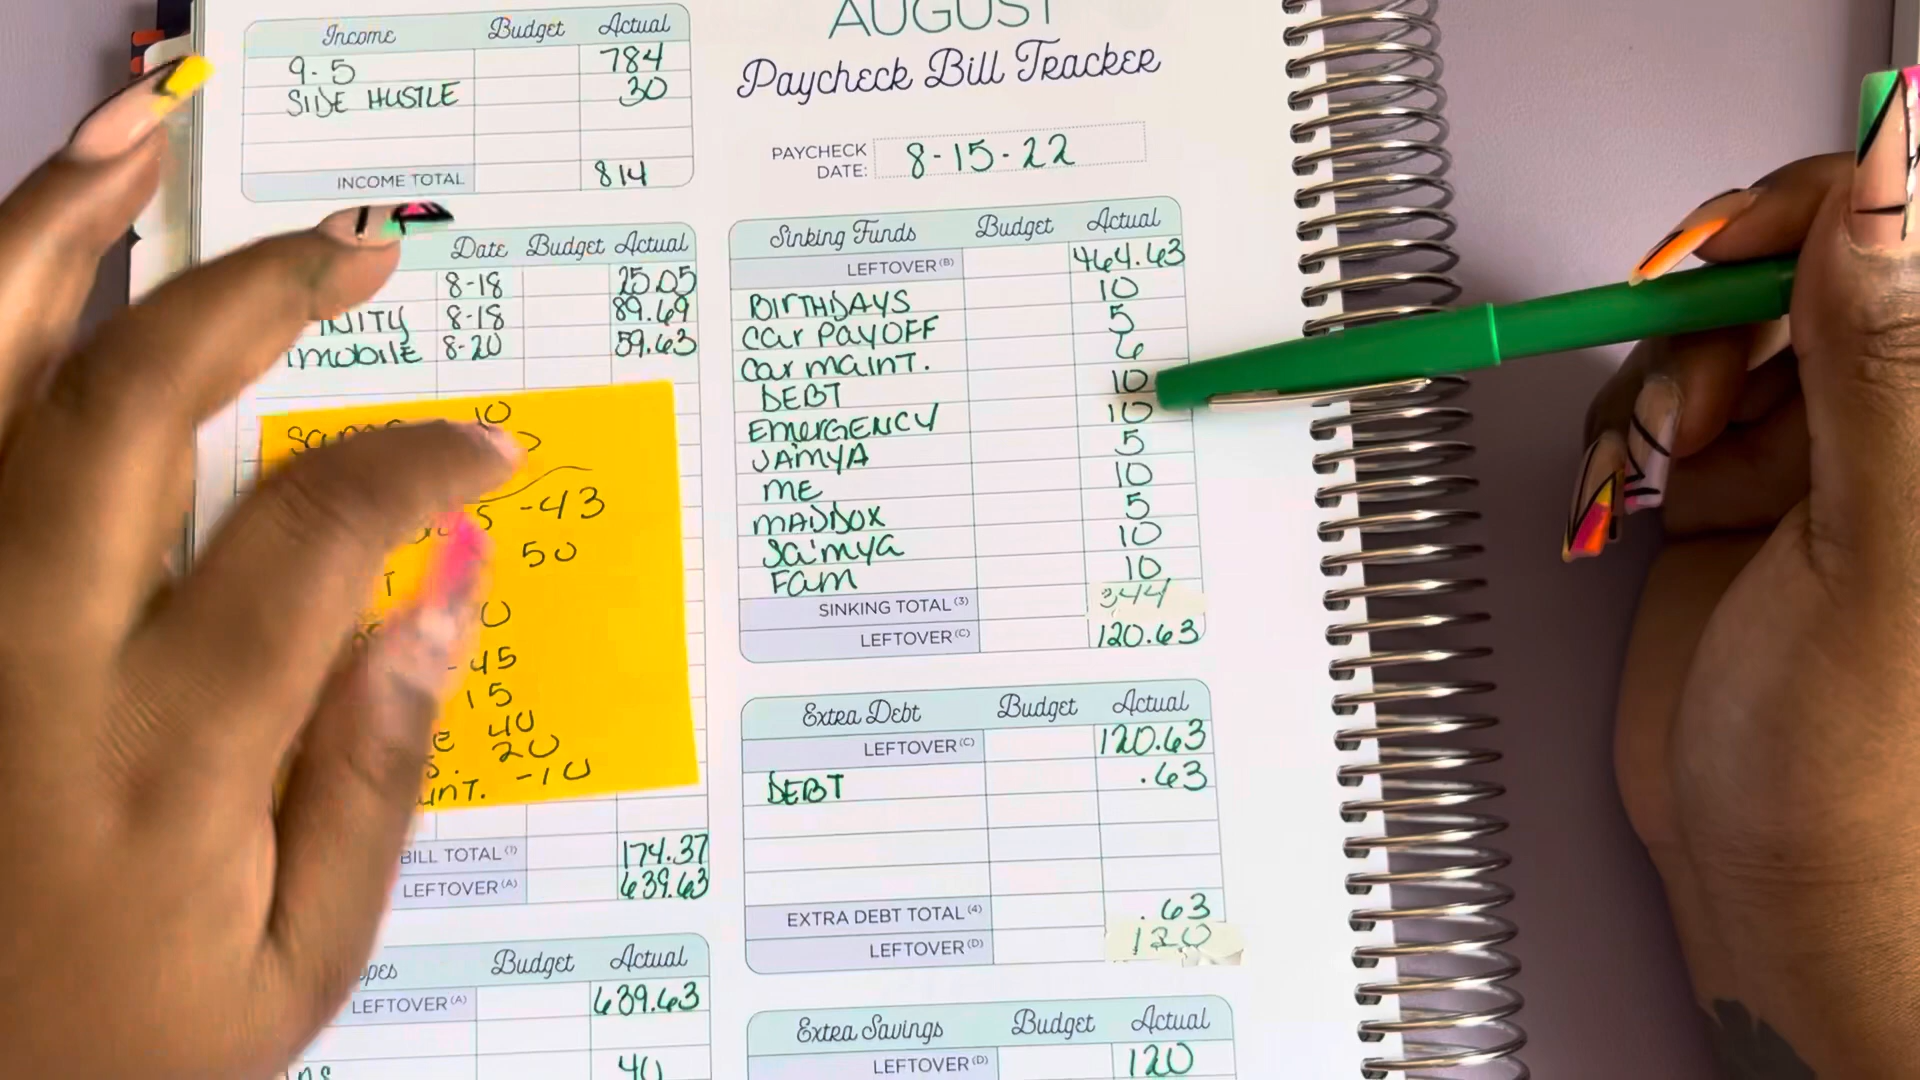 AUGUST
Paycheck Bill Tracker
PAYCHECK DATE: 8-15-22
Income Budget Actual
9-5 784
SIDE HUSTLE 30
INCOME TOTAL 814
Date Budget Actual
8-18 25.05
8-18 89.69
8-20 59.63
10
-43
50
-45
15
40
20
-10
BILL TOTAL (1) 174.37
LEFTOVER (A) 639.63
Budget Actual
LEFTOVER (A) 639.63
40
Sinking Funds Budget Actual
LEFTOVER (B) 464.63
BIRTHDAYS 10
Car PAYOFF 5
Car maint. 6
DEBT 10
EmerGENCY 10
JAMYA 5
ME 10
MADDOX 5
Sa'mya 10
Fam 10
SINKING TOTAL (3) 344
LEFTOVER (C) 120.63
Extra Debt Budget Actual
LEFTOVER (C) 120.63
DEBT .63
EXTRA DEBT TOTAL (4) .63
LEFTOVER (D) 120
Extra Savings Budget Actual
LEFTOVER (D) 120